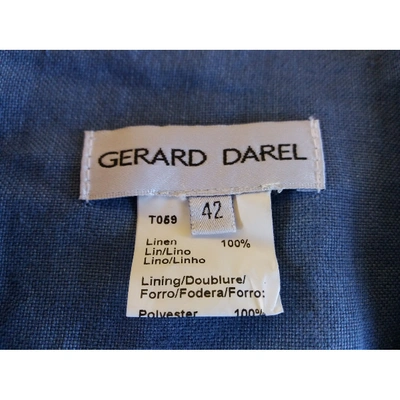 GERARD DAREL
42
T059
Linen 100%
Lin/Lino
Lino/Linho
Lining/Doublure/
Forro/Fodera/Forro:
Polyester 100%